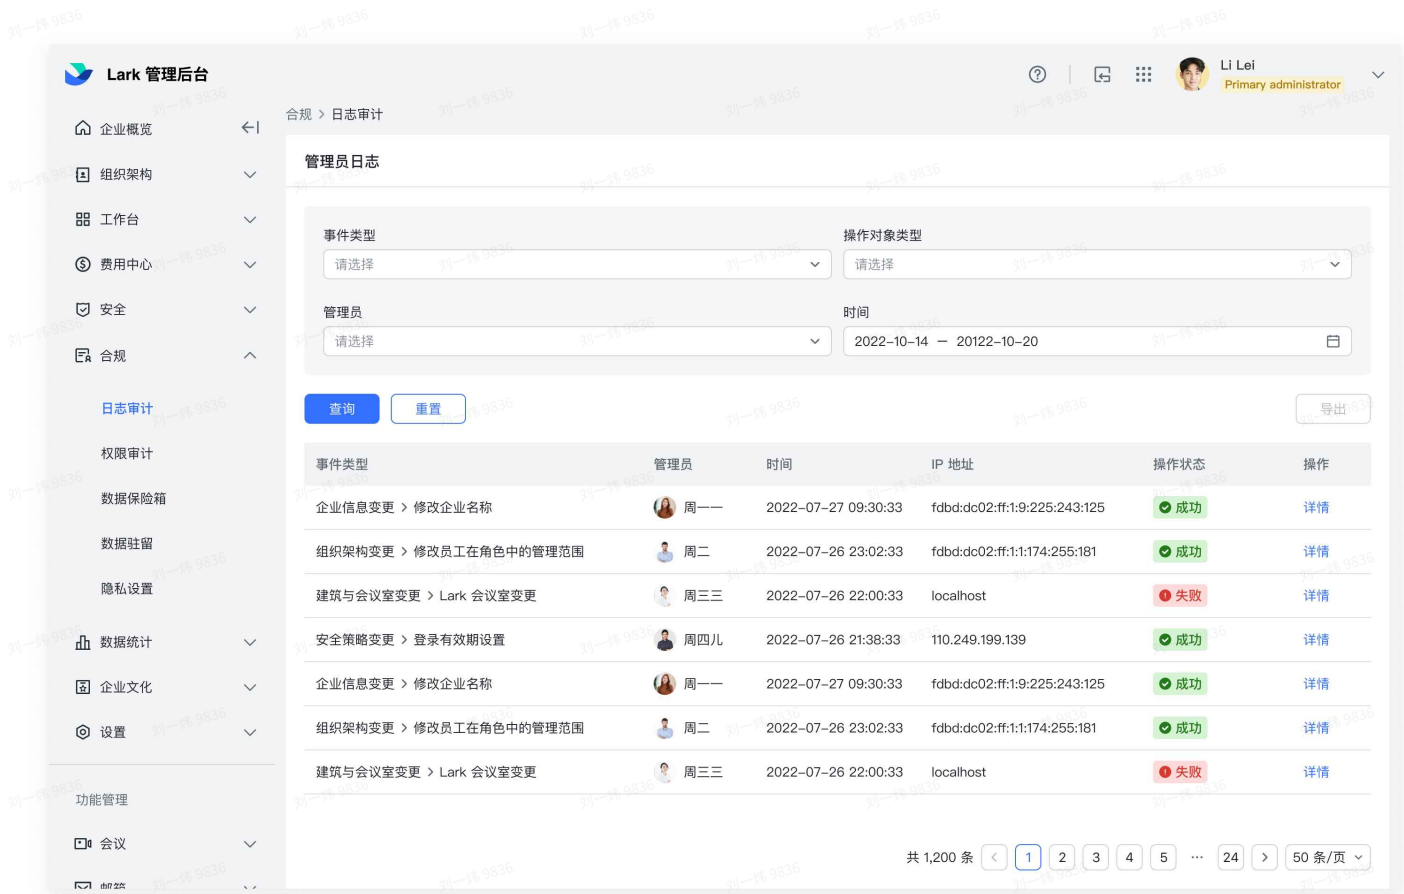 Lark 管理后台
Li Lei
Primary administrator
合规 > 日志审计
企业概览
组织架构
工作台
费用中心
安全
合规
日志审计
权限审计
数据保险箱
数据驻留
隐私设置
数据统计
企业文化
设置
功能管理
会议
邮箱
管理员日志
事件类型
操作对象类型
请选择
请选择
管理员
时间
请选择
2022-10-14 – 20122-10-20
查询 重置 导出
事件类型 管理员 时间 IP 地址 操作状态 操作
企业信息变更 > 修改企业名称 周一一 2022-07-27 09:30:33 fdbd:dc02:ff:1:9:225:243:125 成功 详情
组织架构变更 > 修改员工在角色中的管理范围 周二 2022-07-26 23:02:33 fdbd:dc02:ff:1:1:174:255:181 成功 详情
建筑与会议室变更 > Lark 会议室变更 周三三 2022-07-26 22:00:33 localhost 失败 详情
安全策略变更 > 登录有效期设置 周四儿 2022-07-26 21:38:33 110.249.199.139 成功 详情
企业信息变更 > 修改企业名称 周一一 2022-07-27 09:30:33 fdbd:dc02:ff:1:9:225:243:125 成功 详情
组织架构变更 > 修改员工在角色中的管理范围 周二 2022-07-26 23:02:33 fdbd:dc02:ff:1:1:174:255:181 成功 详情
建筑与会议室变更 > Lark 会议室变更 周三三 2022-07-26 22:00:33 localhost 失败 详情
共 1,200 条 < 1 2 3 4 5 ··· 24 > 50 条/页
刘一炜 9836